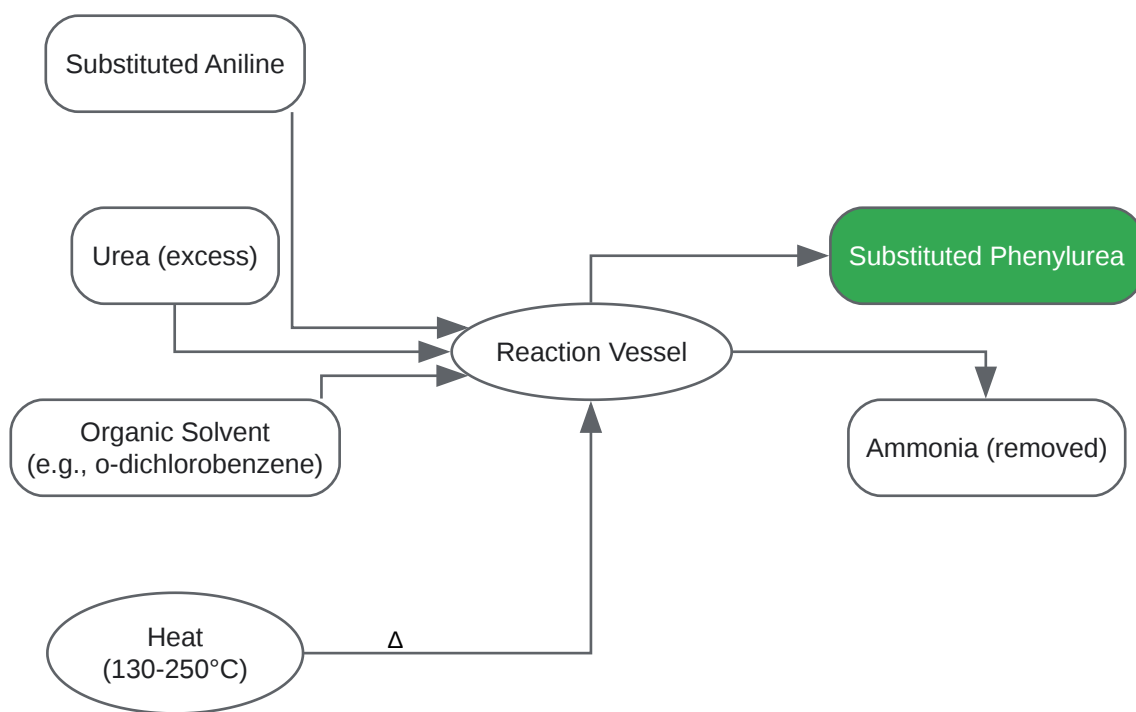 Substituted Aniline
Urea (excess)
Substituted Phenylurea
Reaction Vessel
Organic Solvent
(e.g., o-dichlorobenzene)
Ammonia (removed)
Δ
Heat
(130-250°C)